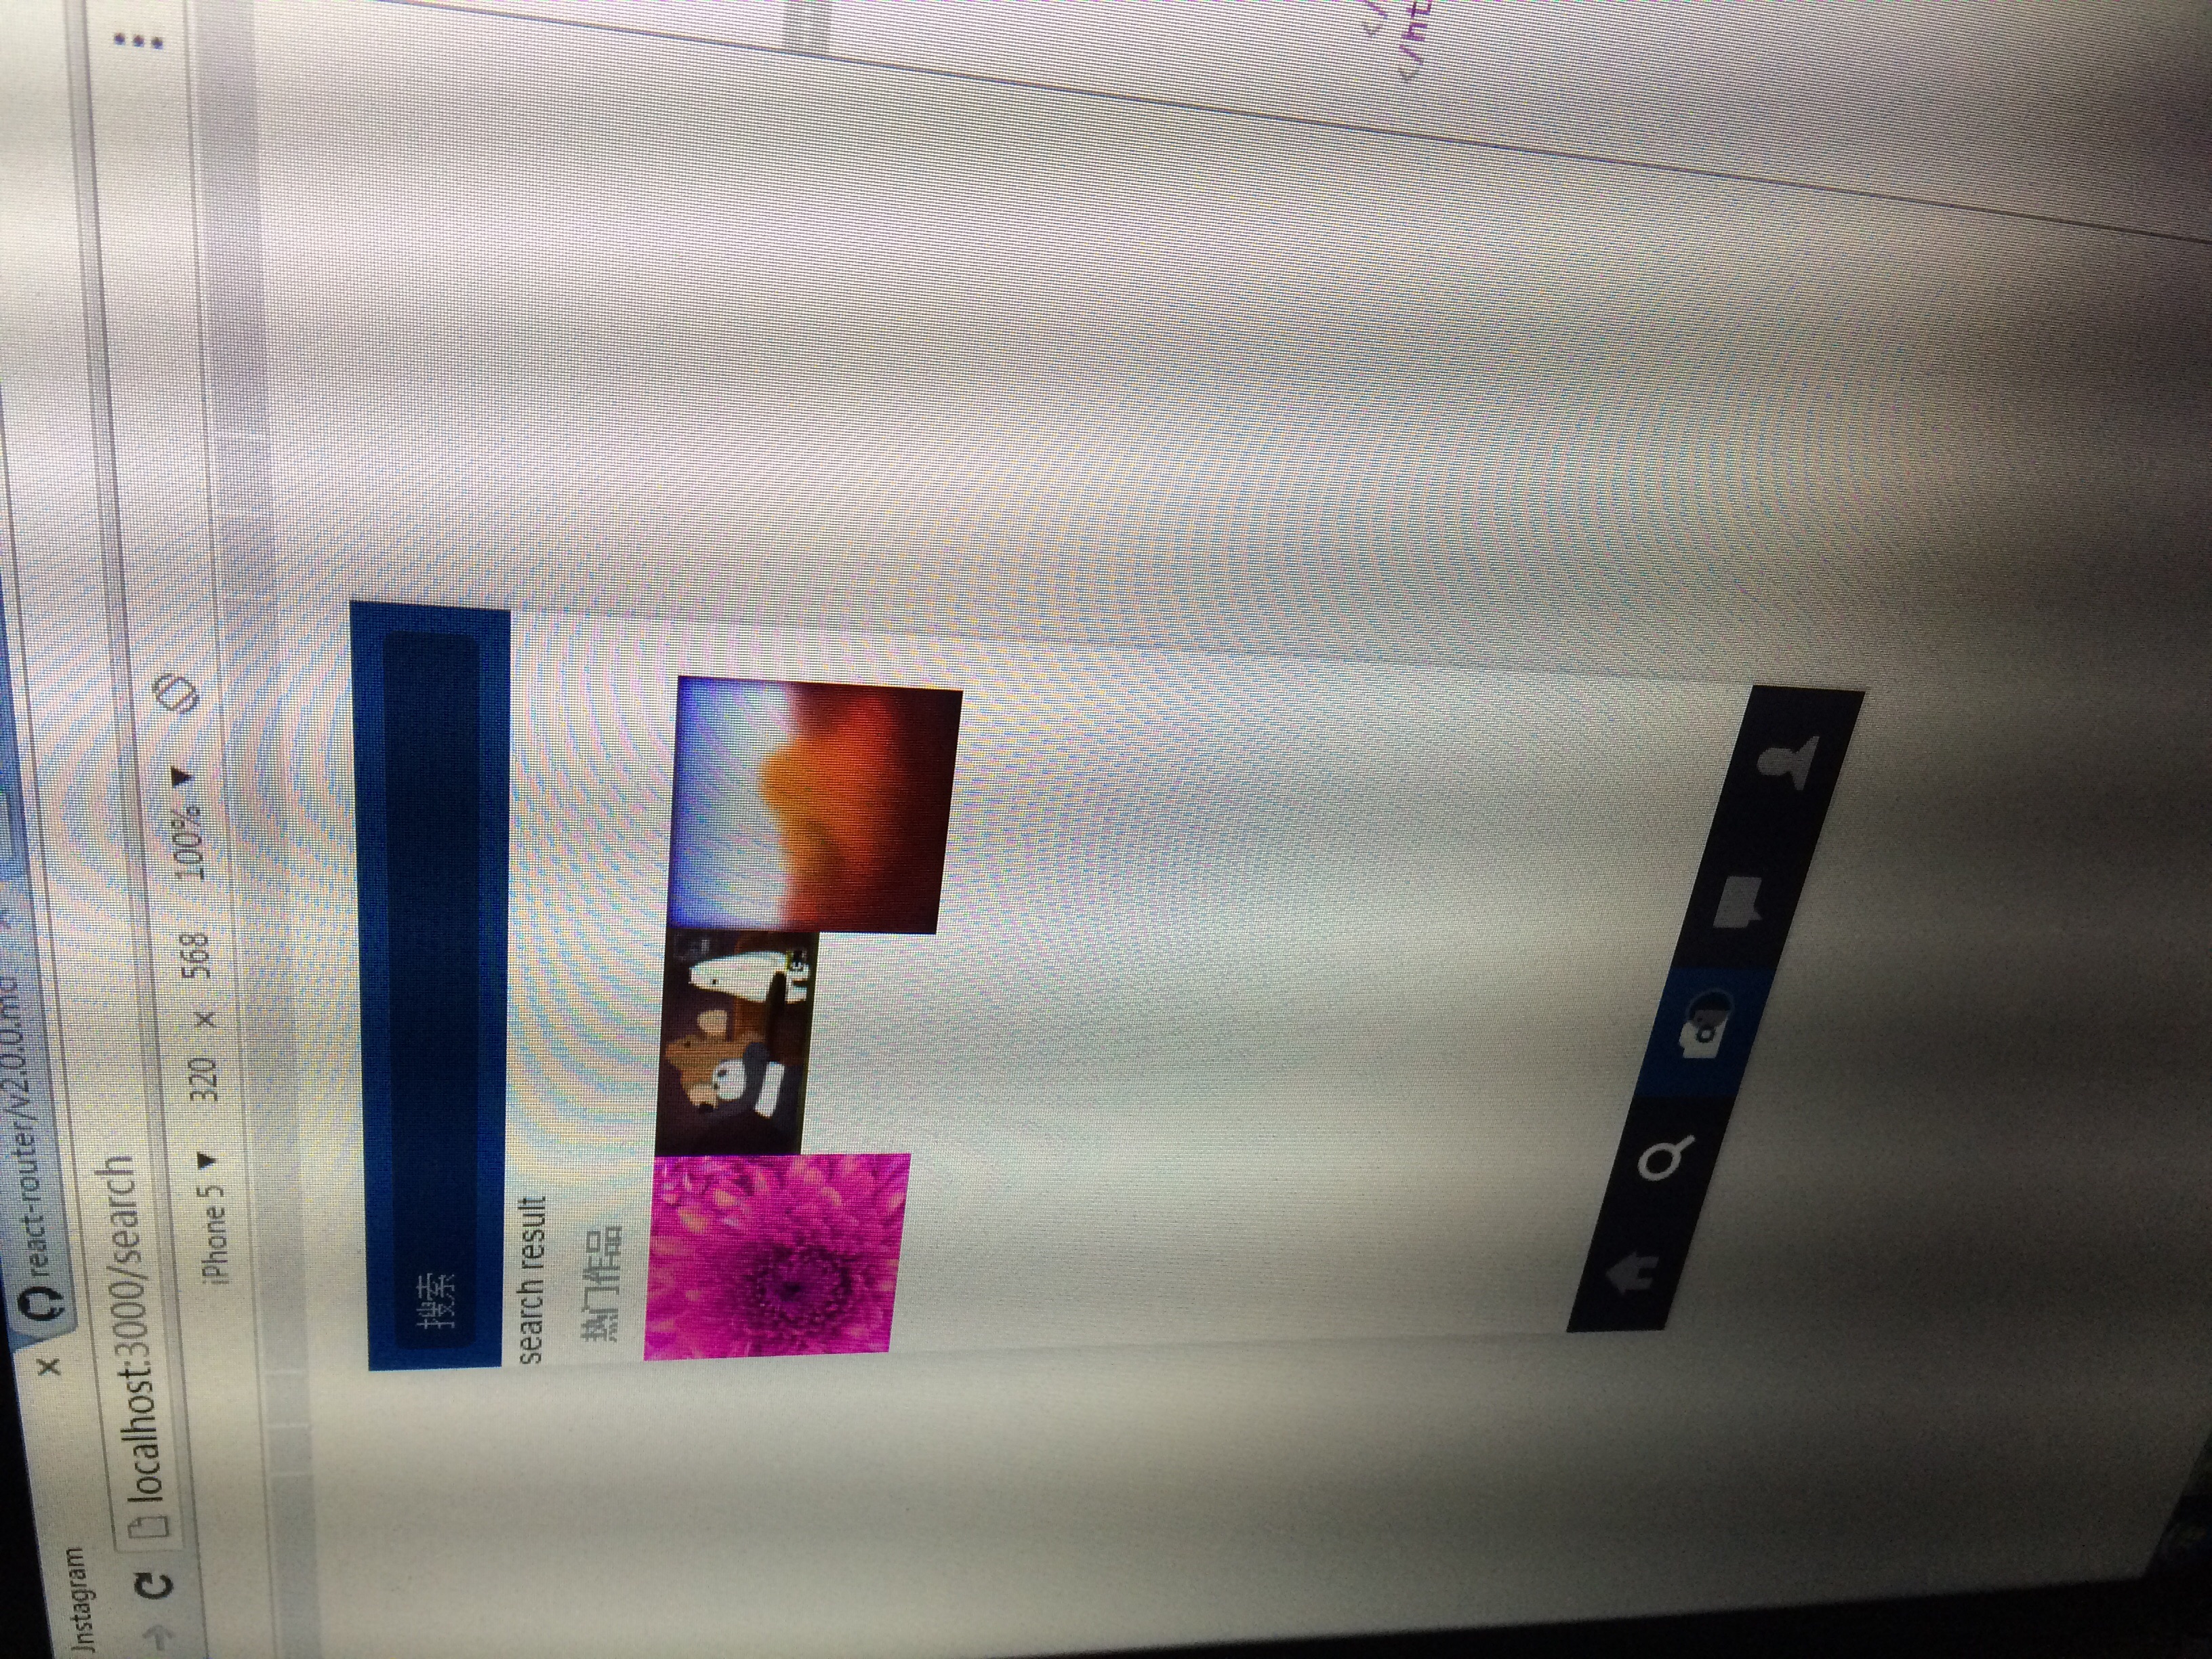 Instagram
react-router/v2.0.0.md
localhost:3000/search
iPhone 5 ▼ 320 x 568 100% ▼
搜索
search result
热门作品
</
</ht